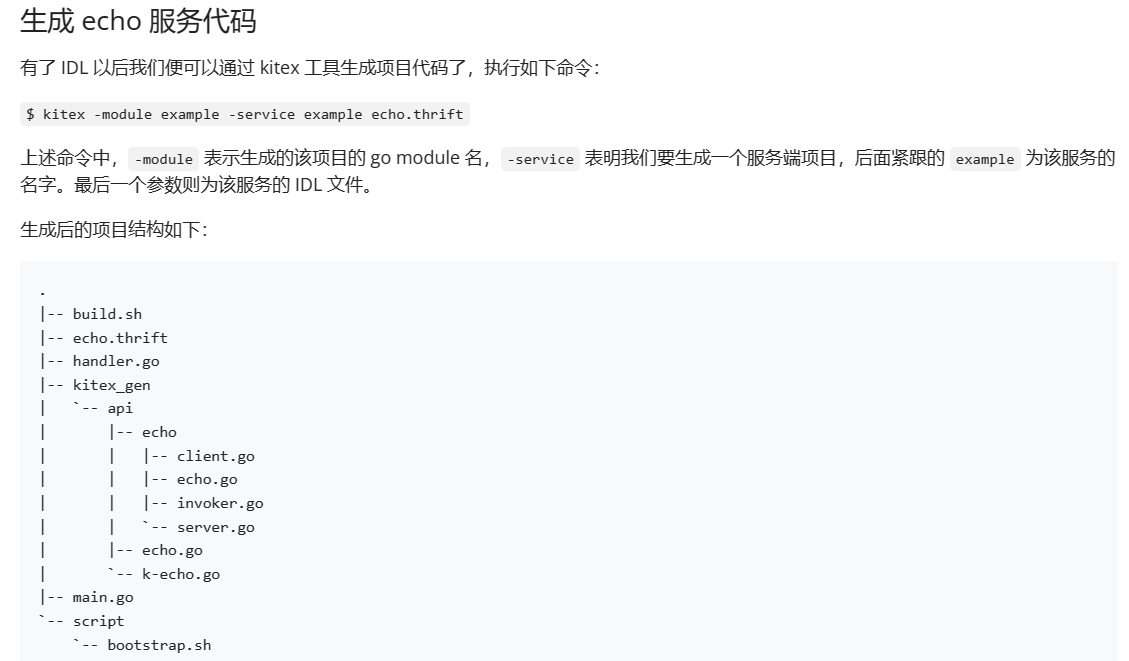 生成 echo 服务代码
有了 IDL 以后我们便可以通过 kitex 工具生成项目代码了，执行如下命令：
$ kitex -module example -service example echo.thrift
上述命令中， -module 表示生成的该项目的 go module 名， -service 表明我们要生成一个服务端项目，后面紧跟的 example 为该服务的
名字。最后一个参数则为该服务的 IDL 文件。
生成后的项目结构如下：
.
|-- build.sh
|-- echo.thrift
|-- handler.go
|-- kitex_gen
|   `-- api
|       |-- echo
|       |   |-- client.go
|       |   |-- echo.go
|       |   |-- invoker.go
|       |   `-- server.go
|       |-- echo.go
|       `-- k-echo.go
|-- main.go
`-- script
    `-- bootstrap.sh